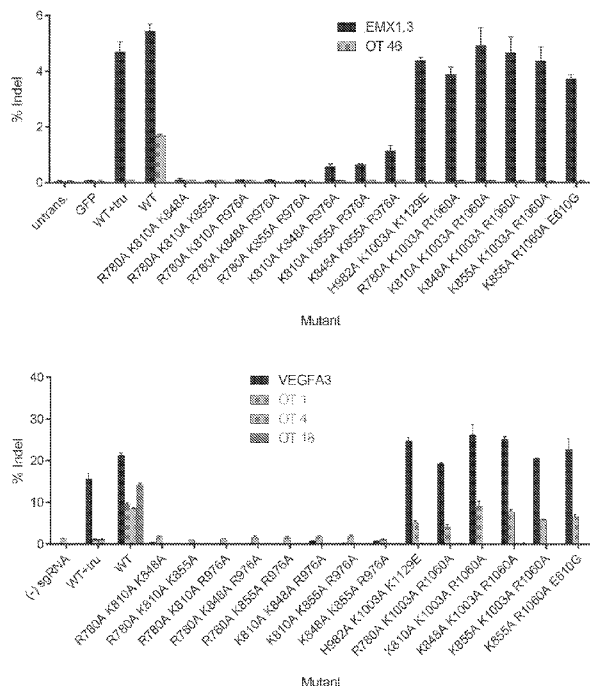 6
4
2
0
% Indel
EMX1.3
OT 46
untrans.
GFP
WT+tru
WT
R780A K810A K848A
R780A K810A K855A
R780A K810A R976A
R780A K848A R976A
R780A K855A R976A
K810A K848A R976A
K810A K855A R976A
K848A K855A R976A
H982A K1003A K1129E
R780A K1003A R1060A
K810A K1003A R1060A
K848A K1003A R1060A
K855A K1003A R1060A
K855A R1060A E610G
Mutant
40
30
20
10
0
% Indel
VEGFA3
OT 1
OT 4
OT 18
(-) sgRNA
WT+tru
WT
R780A K810A K848A
R780A K810A K855A
R780A K810A R976A
R780A K848A R976A
R780A K855A R976A
K810A K848A R976A
K810A K855A R976A
K848A K855A R976A
H982A K1003A K1129E
R780A K1003A R1060A
K810A K1003A R1060A
K848A K1003A R1060A
K855A K1003A R1060A
K855A R1060A E610G
Mutant